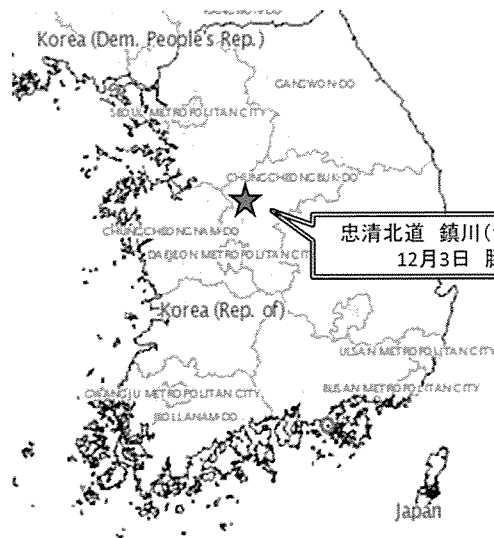 Korea (Dem. People's Rep.)
GANGWON-DO
SEOUL METROPOLITAN CITY
CHUNGCHEONGBUK-DO
CHUNGCHEONGNAM-DO
忠清北道 鎮川(
12月3日
DAEJEON METROPOLITAN CITY
Korea (Rep. of)
ULSAN METROPOLITAN CITY
GWANGJU METROPOLITAN CITY
BUSAN METROPOLITAN CITY
JEOLLANAM-DO
Japan